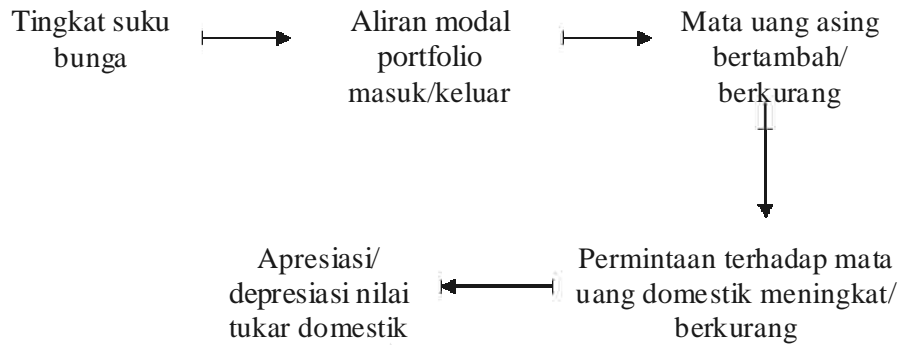 Tingkat suku
bunga
Aliran modal
portfolio
masuk/keluar
Mata uang asing
bertambah/
berkurang
Permintaan terhadap mata
uang domestik meningkat/
berkurang
Apresiasi/
depresiasi nilai
tukar domestik